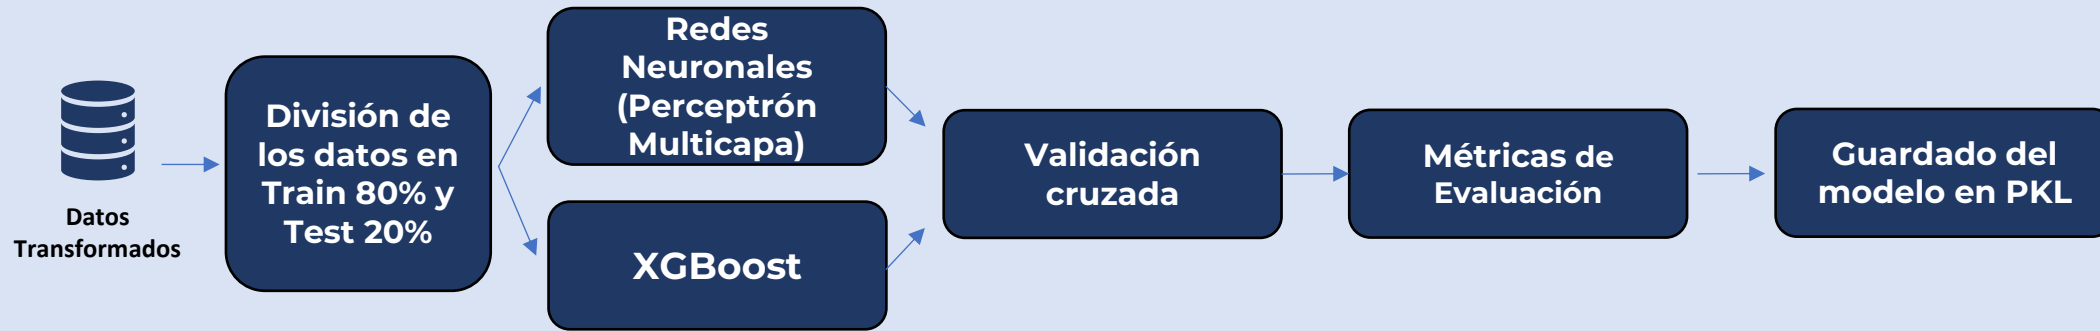 Datos
Transformados
División de
los datos en
Train 80% y
Test 20%
Redes
Neuronales
(Perceptrón
Multicapa)
XGBoost
Validación
cruzada
Métricas de
Evaluación
Guardado del
modelo en PKL